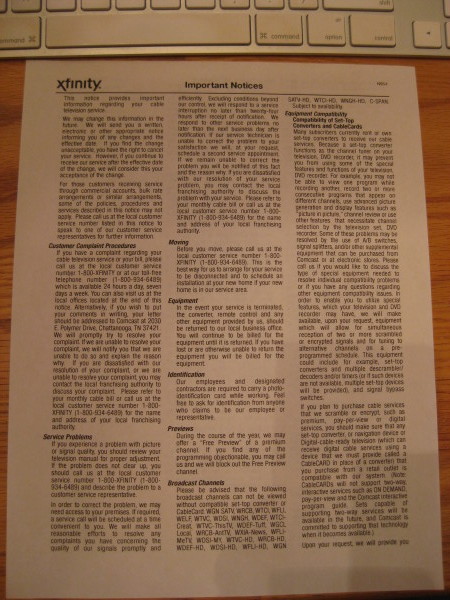 command
option
control
xfinity.
Important Notices
This notice provides important
information regarding your cable
television service.
We may change this information in the
future. We will send you a written,
electronic or other appropriate notice
informing you of any changes and the
effective date. If you find the change
unacceptable, you have the right to cancel
your service. However, if you continue to
receive our service after the effective date
of the change, we will consider this your
acceptance of the change.
For those customers receiving service
through commercial accounts, bulk rate
arrangements or similar arrangements,
some of the policies, procedures and
services described in this notice may not
apply. Please call us at the local customer
service number listed in this notice to
speak to one of our customer service
representatives for further information.
Customer Complaint Procedures
If you have a complaint regarding your
cable television service or your bill, please
call us at the local customer service
number 1-800-XFINITY or at our toll-free
telephone number (1-800-934-6489),
which is available 24 hours a day, seven
days a week. You can also visit us at the
local offices located at the end of this
notice. Alternatively, if you wish to put
your comments in writing, your letter
should be addressed to Comcast at 2030
E. Polymer Drive, Chattanooga, TN 37421.
We will promptly try to resolve your
complaint. If we are unable to resolve your
complaint, we will notify you that we are
unable to do so and explain the reason
why. If you are dissatisfied with our
resolution of your complaint, or we are
unable to resolve your complaint, you may
contact the local franchising authority to
discuss your complaint. Please refer to
your monthly cable bill or call us at the
local customer service number 1-800-
XFINITY (1-800-934-6489) for the name
and address of your local franchising
authority.
Service Problems
If you experience a problem with picture
or signal quality, you should review your
television manual for proper adjustment.
If the problem does not clear up, you
should call us at the local customer
service number 1-800-XFINITY (1-800-
934-6489) and describe the problem to a
customer service representative.
In order to correct the problem, we may
need access to your premises. If required,
a service call will be scheduled at a time
convenient to you. We will make all
reasonable efforts to resolve any
complaints you have concerning the
quality of our signals promptly and
efficiently. Excluding conditions beyond
our control, we will respond to a service
interruption no later than twenty-four
hours after receipt of notification. We
respond to other service problems no
later than the next business day after
notification. If our service technician is
unable to correct the problem to your
satisfaction we will, at your request,
schedule a second service appointment.
If we remain unable to correct the
problem you will be notified of this fact
and the reason why. If you are dissatisfied
with our resolution of your service
problem, you may contact the local
franchising authority to discuss the
problem with your service. Please refer to
your monthly cable bill or call us at the
local customer service number 1-800-
XFINITY (1-800-934-6489) for the name
and address of your local franchising
authority.
Moving
Before you move, please call us at the
local customer service number 1-800-
XFINITY (1-800-934-6489). This is the
best way for us to arrange for your service
to be disconnected and to schedule an
installation at your new home if your new
home is in our service area.
Equipment
In the event your service is terminated,
the converter, remote control and any
other equipment provided by us, should
be returned to our local business office.
You will continue to be billed for the
equipment until it is returned. If you have
lost or are otherwise unable to return the
equipment you will be billed for the
equipment.
Identification
Our employees and designated
contractors are required to carry a photo-
identification card while working. Feel
free to ask for identification from anyone
who claims to be our employee or
representative.
Previews
During the course of the year, we may
offer a "Free Preview" of a premium
channel. If you find any of the
programming objectionable, you may call
us and we will block out the Free Preview
channel.
Broadcast Channels
Please be advised that the following
broadcast channels can not be viewed
without compatible set-top converter or
CableCARD: WGN
SATV-HD, WTCI-HD, WNGH-HD, C-SPAN.
Subject to availability.
Equipment Compatibility
Compatibility of Set-Top
Converters and CableCards
Many subscribers currently rent or own
set-top converters to receive our cable
services. Because a set-top converter
functions as the channel tuner on your
television, DVD recorder, it may prevent
you from using some of the special
features and functions of your television,
DVD recorder. For example, you may not
be able to view one program while
recording another, record two or more
consecutive programs that appear on
different channels, use advanced picture
generation and display features such as
"picture in picture," channel review or use
other features that necessitate channel
selection by the television set, DVD
recorder. Some of these problems may be
resolved by the use of A/B switches,
signal splitters, and/or other supplemental
equipment that can be purchased from
Comcast or at electronic stores. Please
call us if you would like to discuss the
type of special equipment needed to
resolve individual compatibility problems
or if you have any questions regarding
other equipment compatibility issues. In
order to enable you to utilize special
features, which your television and DVD
recorder may have, we will make
available, upon your request, equipment
which will allow for simultaneous
reception of two or more scrambled
or encrypted signals and for tuning to
alternative channels on a pre-
programmed schedule. This equipment
could include for example, set-top
converters and multiple descrambler/
decoders and/or timers (or if such devices
are not available, multiple set-top devices
will be provided), and signal bypass
switches.
If you plan to purchase cable services
that we scramble or encrypt, such as
premium, pay-per-view or digital
services, you should make sure that any
set-top converter, or navigation device or
Digital-cable-ready television which can
receive digital cable services using a
device that we must provide called a
CableCARD in place of a converter, that
you purchase from a retail outlet is
compatible with our system. (Note:
CableCARDs will not support two-way
interactive services such as ON DEMAND,
pay-per-view and the Comcast interactive
program guide. Sets capable of
supporting two-way services will be
available in the future, and Comcast is
committed to supporting that technology
when it becomes available.)
Upon your request, we will provide you